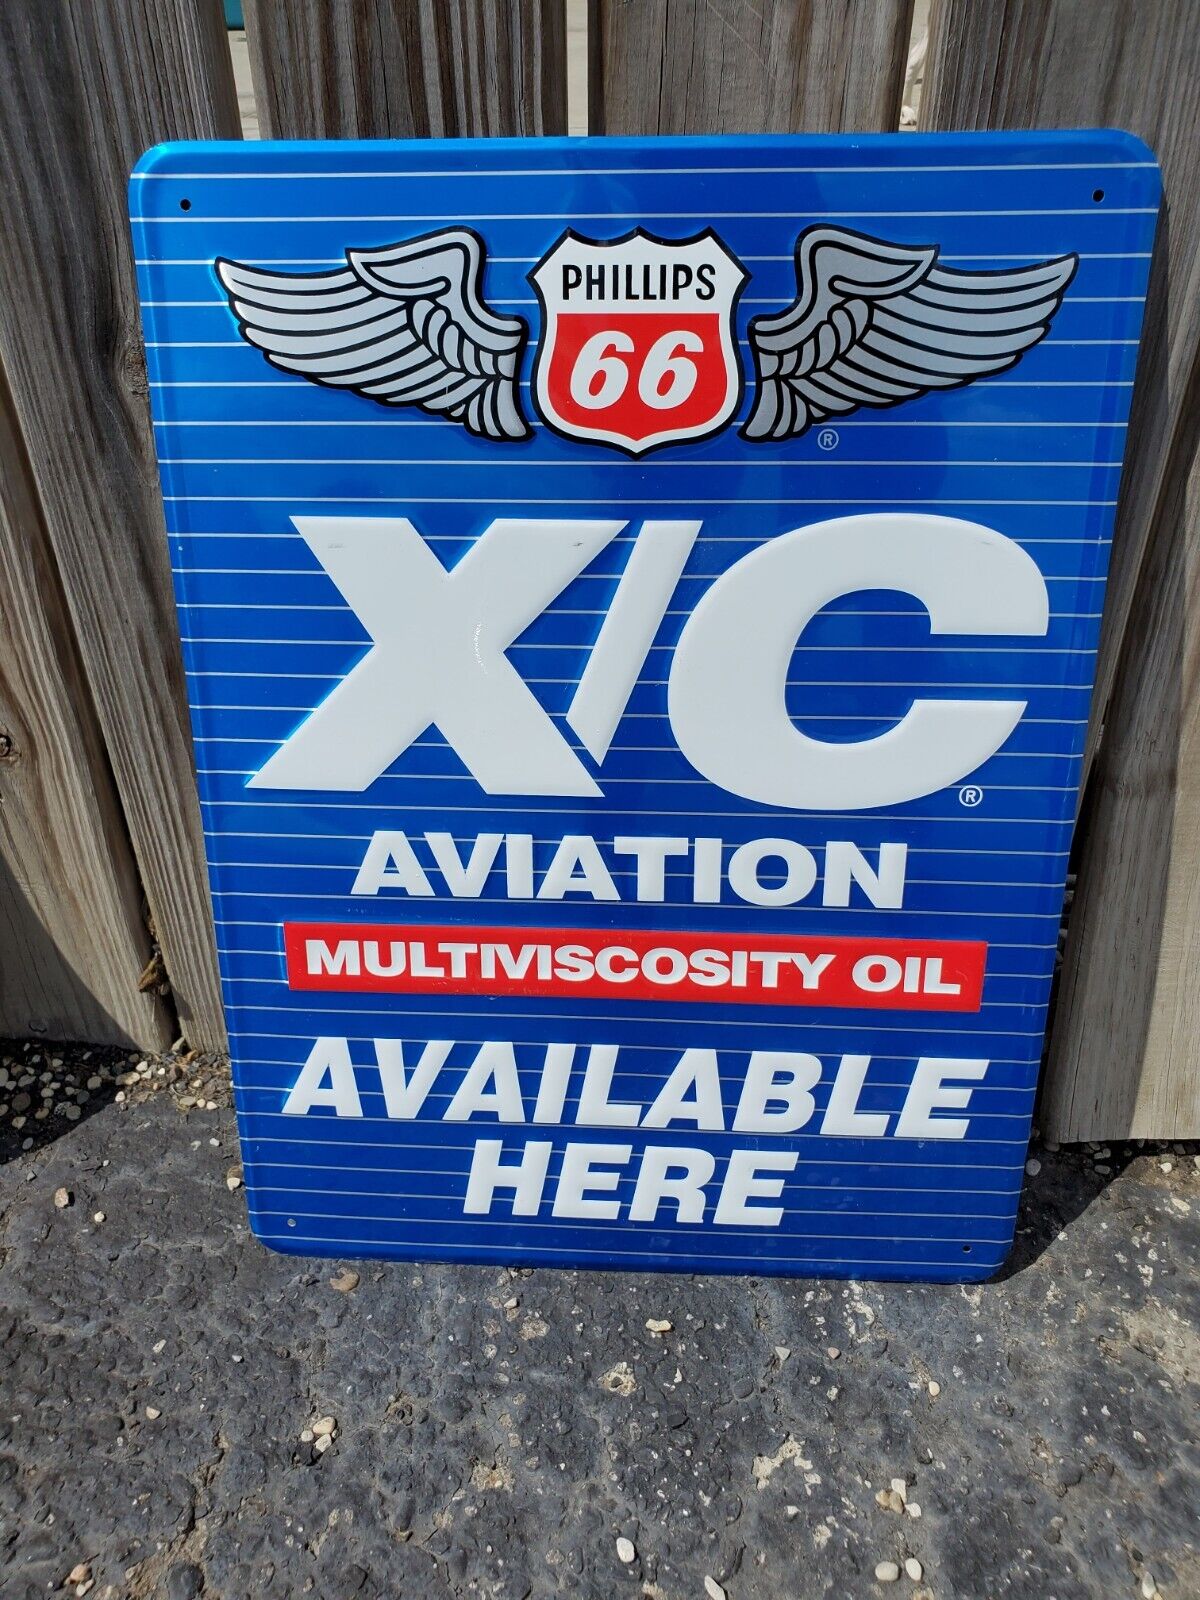 PHILLIPS
66
®
X/C®
AVIATION
MULTIVISCOSITY OIL
AVAILABLE
HERE